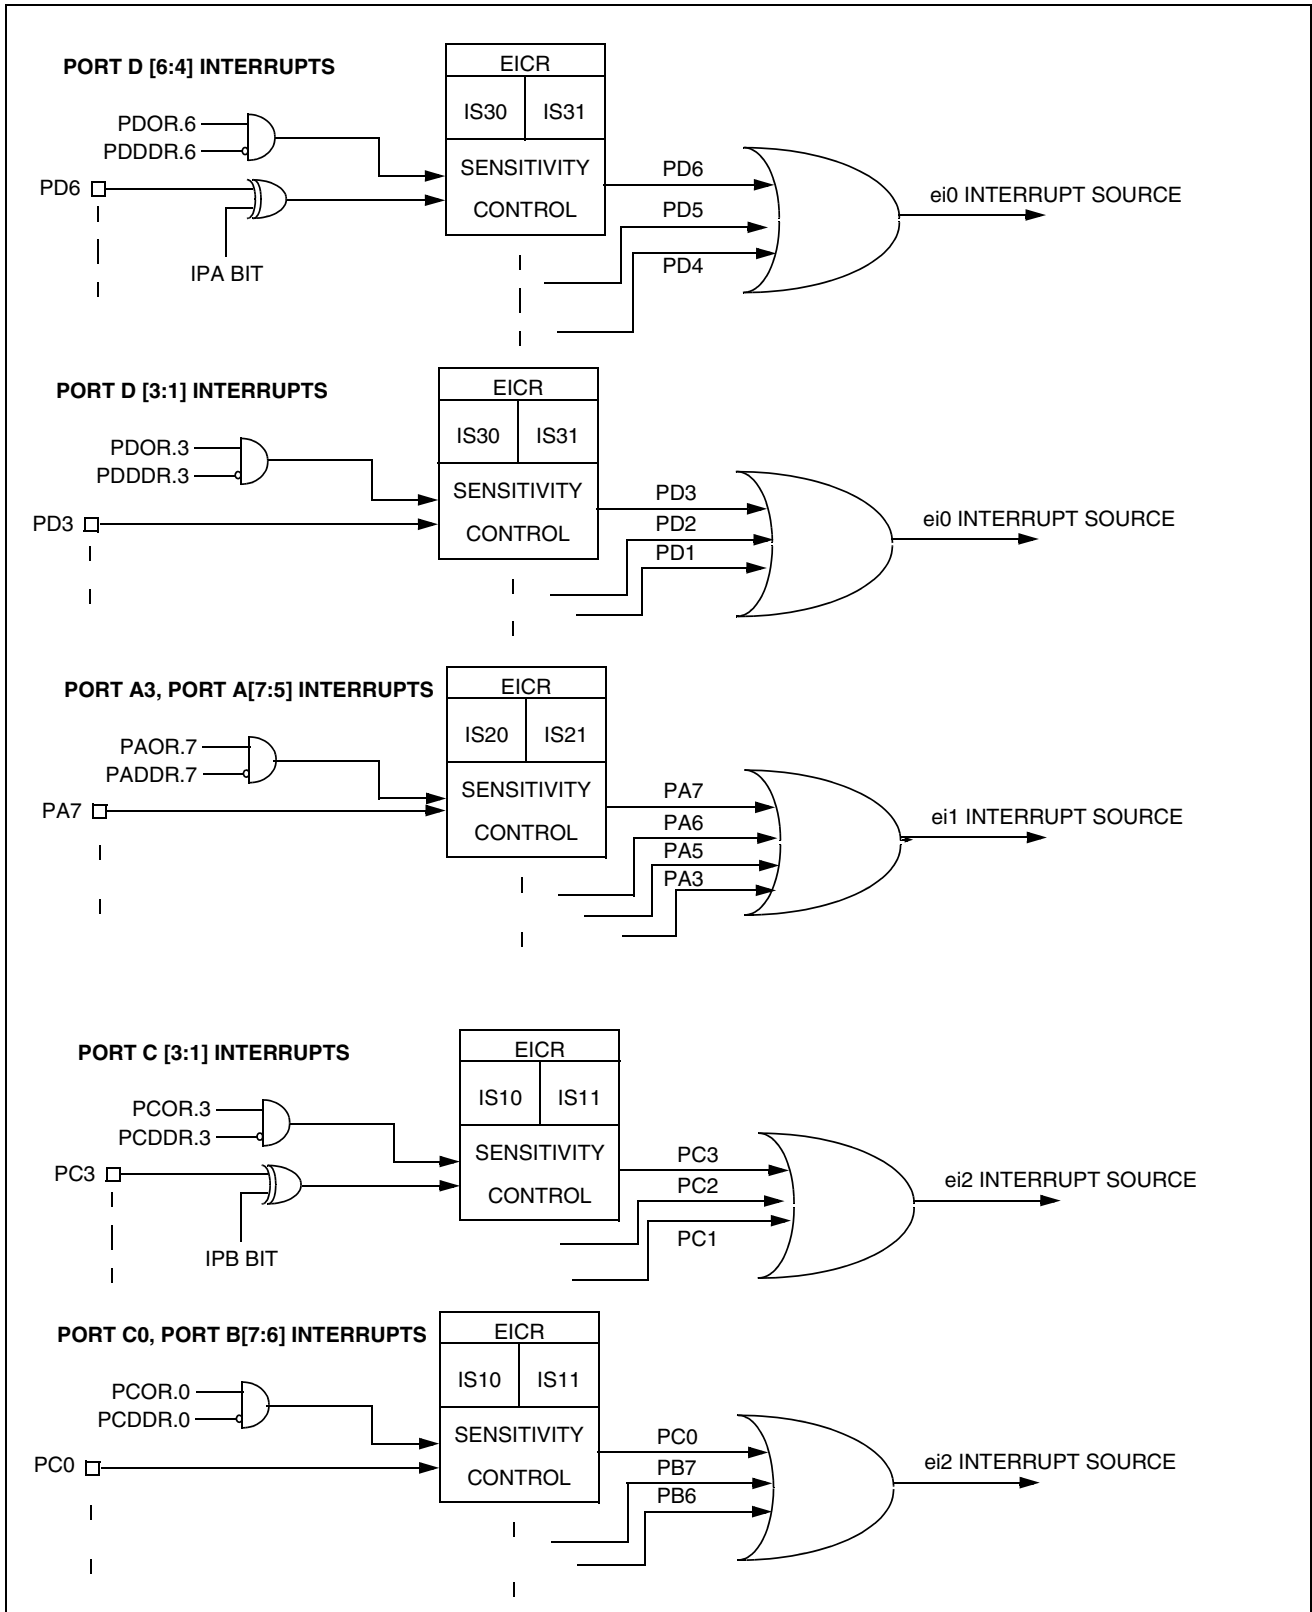 PORT D [6:4] INTERRUPTS
EICR
IS30 IS31
PDOR.6
PDDDR.6
SENSITIVITY
CONTROL
PD6
IPA BIT
PD6
PD5
PD4
ei0 INTERRUPT SOURCE
PORT D [3:1] INTERRUPTS
EICR
IS30 IS31
PDOR.3
PDDDR.3
SENSITIVITY
CONTROL
PD3
PD3
PD2
PD1
ei0 INTERRUPT SOURCE
PORT A3, PORT A[7:5] INTERRUPTS
EICR
IS20 IS21
PAOR.7
PADDR.7
SENSITIVITY
CONTROL
PA7
PA7
PA6
PA5
PA3
ei1 INTERRUPT SOURCE
PORT C [3:1] INTERRUPTS
EICR
IS10 IS11
PCOR.3
PCDDR.3
SENSITIVITY
CONTROL
PC3
IPB BIT
PC3
PC2
PC1
ei2 INTERRUPT SOURCE
PORT C0, PORT B[7:6] INTERRUPTS
EICR
IS10 IS11
PCOR.0
PCDDR.0
SENSITIVITY
CONTROL
PC0
PC0
PB7
PB6
ei2 INTERRUPT SOURCE